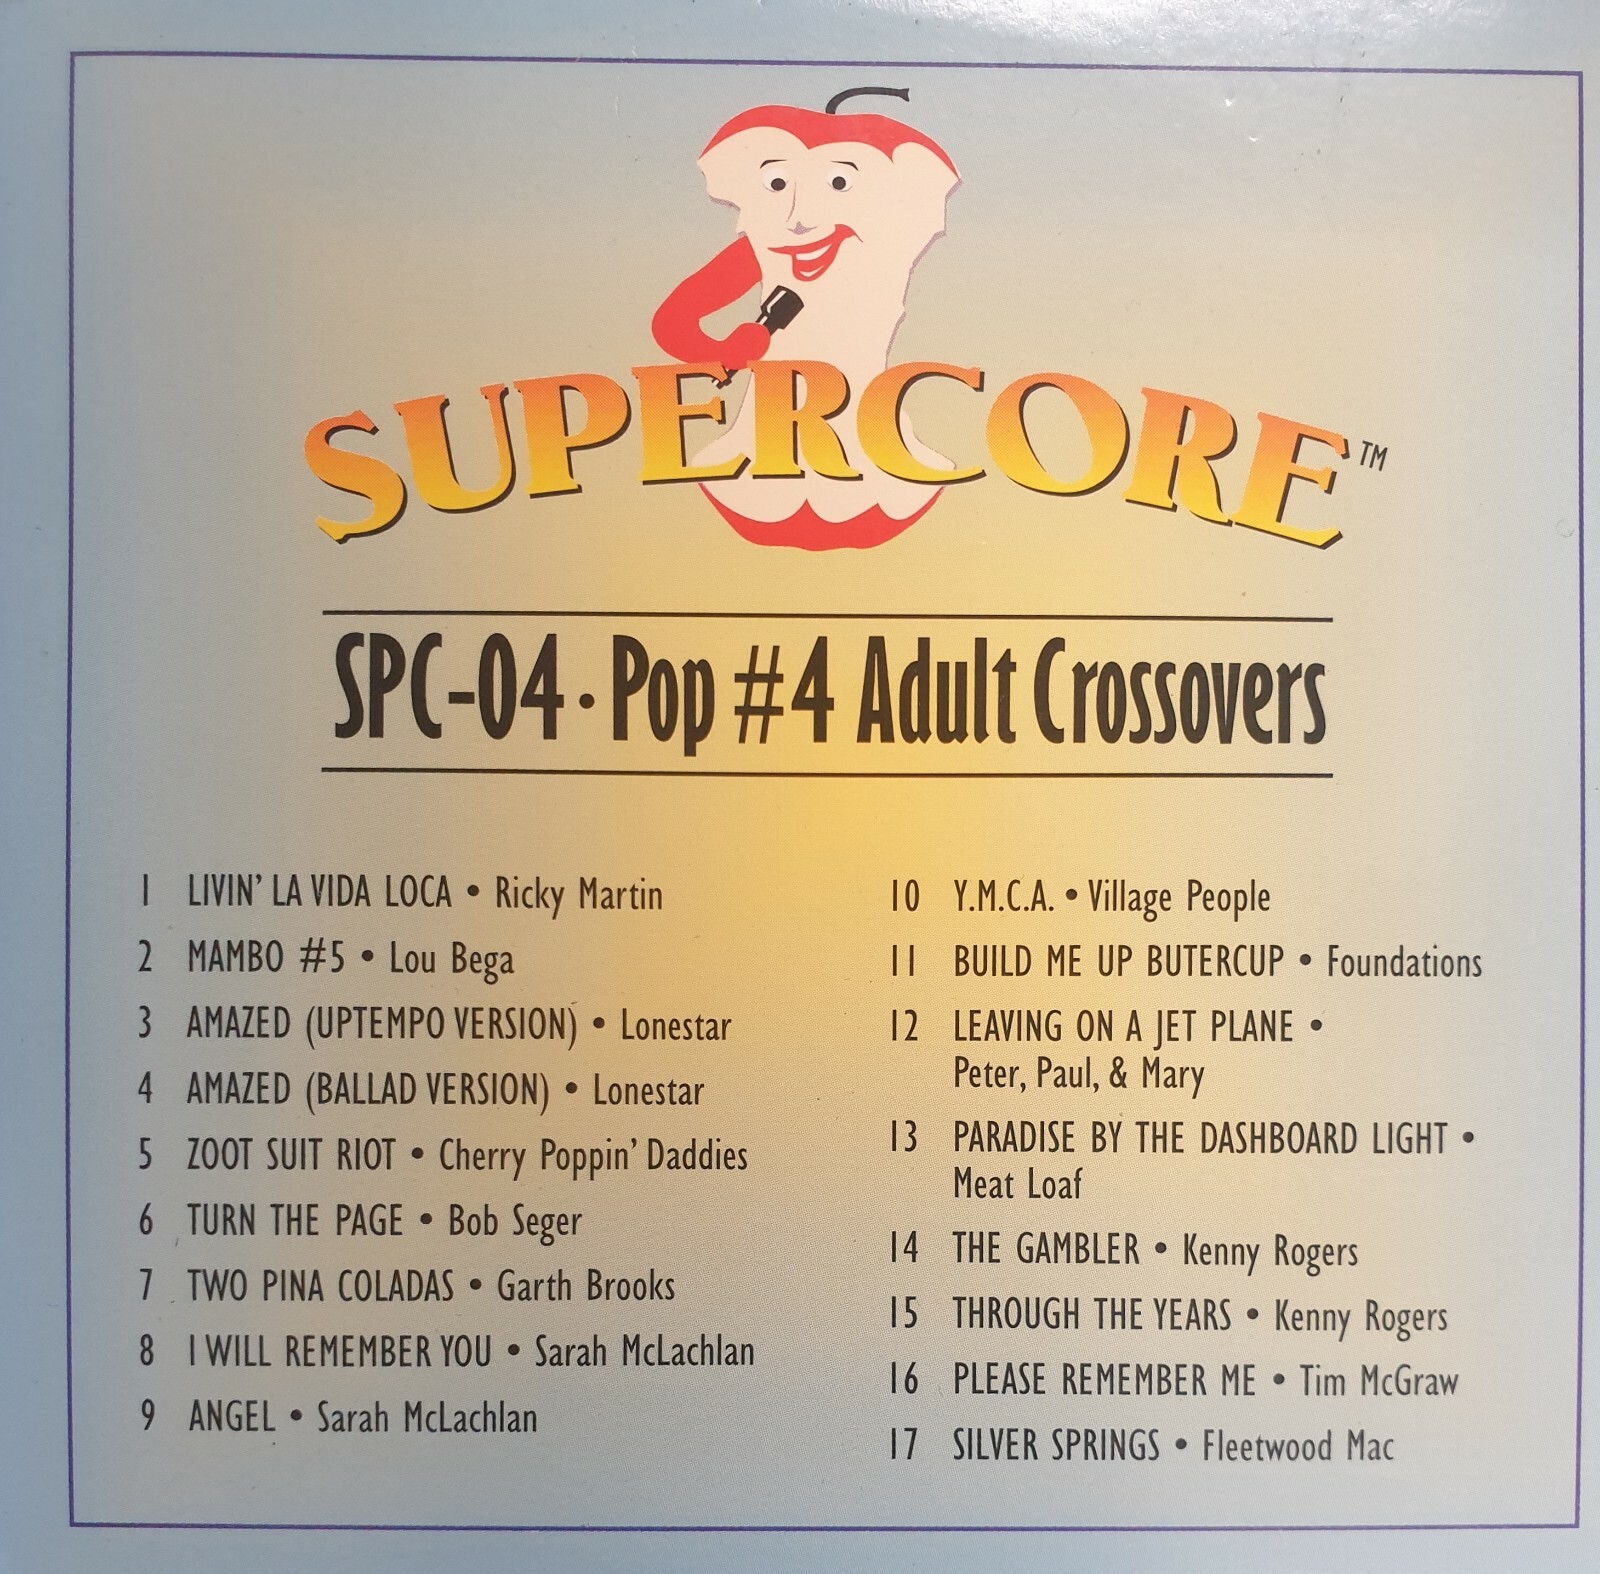 SUPERCORE™
SPC-04 • Pop #4 Adult Crossovers
1 LIVIN' LA VIDA LOCA • Ricky Martin
2 MAMBO #5 • Lou Bega
3 AMAZED (UPTEMPO VERSION) • Lonestar
4 AMAZED (BALLAD VERSION) • Lonestar
5 ZOOT SUIT RIOT • Cherry Poppin' Daddies
6 TURN THE PAGE • Bob Seger
7 TWO PINA COLADAS • Garth Brooks
8 I WILL REMEMBER YOU • Sarah McLachlan
9 ANGEL • Sarah McLachlan
10 Y.M.C.A. • Village People
11 BUILD ME UP BUTERCUP • Foundations
12 LEAVING ON A JET PLANE •
Peter, Paul, & Mary
13 PARADISE BY THE DASHBOARD LIGHT •
Meat Loaf
14 THE GAMBLER • Kenny Rogers
15 THROUGH THE YEARS • Kenny Rogers
16 PLEASE REMEMBER ME • Tim McGraw
17 SILVER SPRINGS • Fleetwood Mac